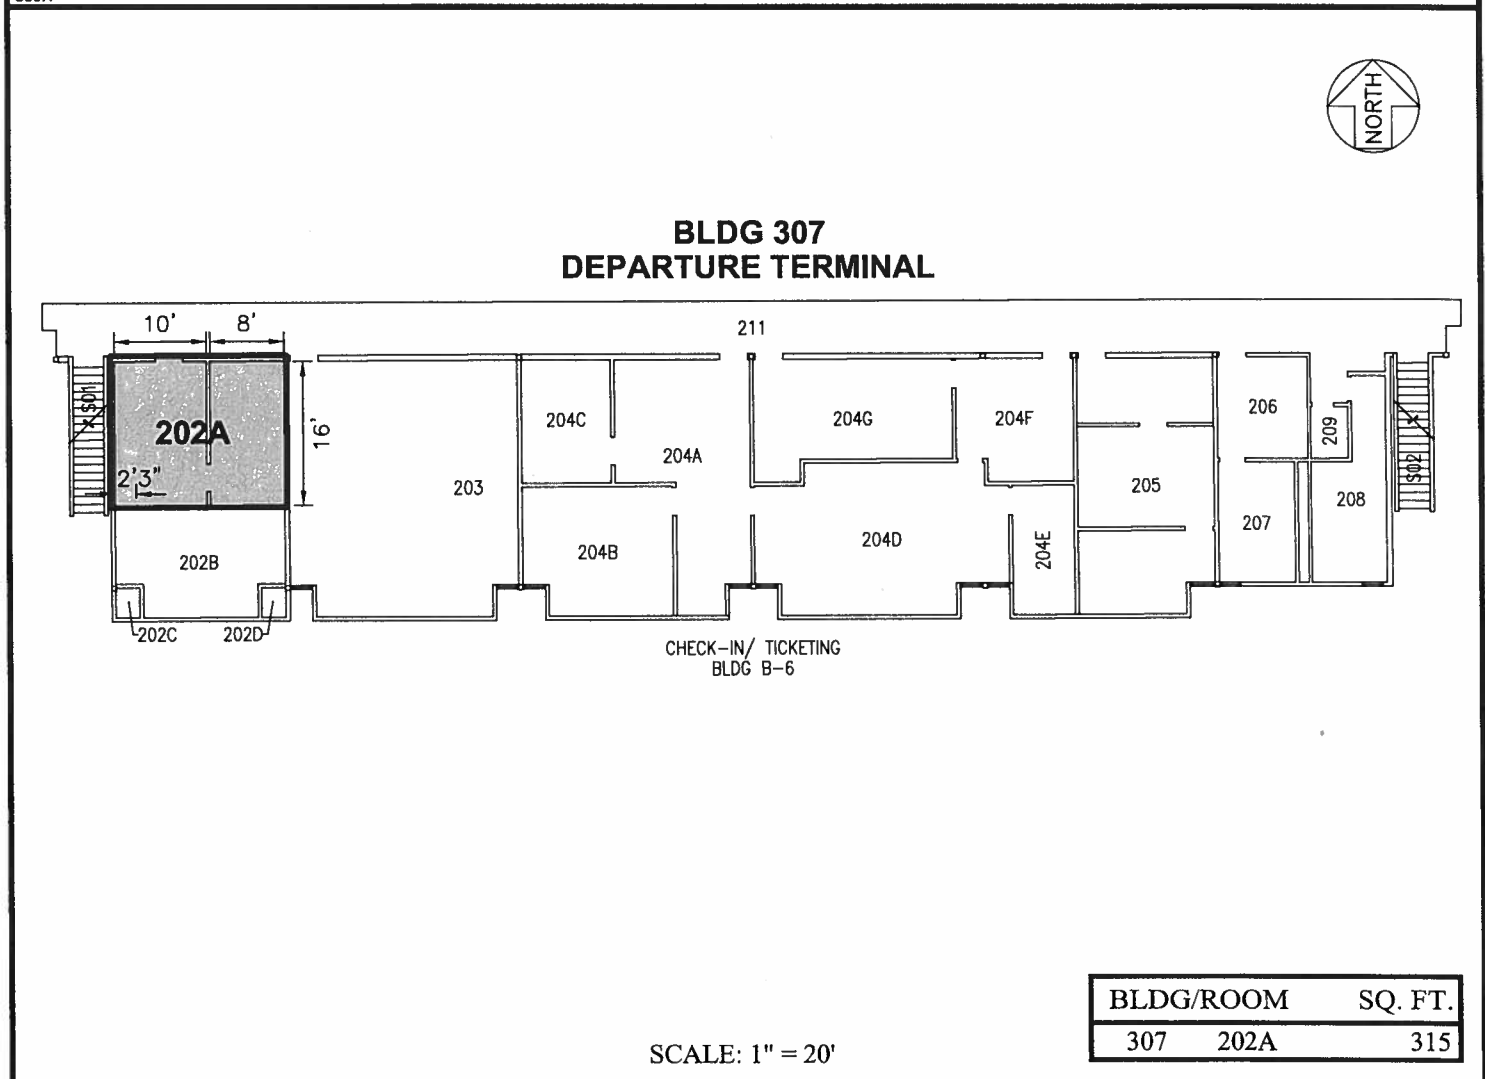 NORTH
BLDG 307
DEPARTURE TERMINAL
10' 8'
211
S01
202A
16'
2'3"
202B
202C
202D
203
204C
204A
204B
204G
204F
204D
204E
205
206
209
207
208
S02
CHECK-IN/ TICKETING
BLDG B-6
BLDG/ROOM SQ. FT.
307 202A 315
SCALE: 1" = 20'